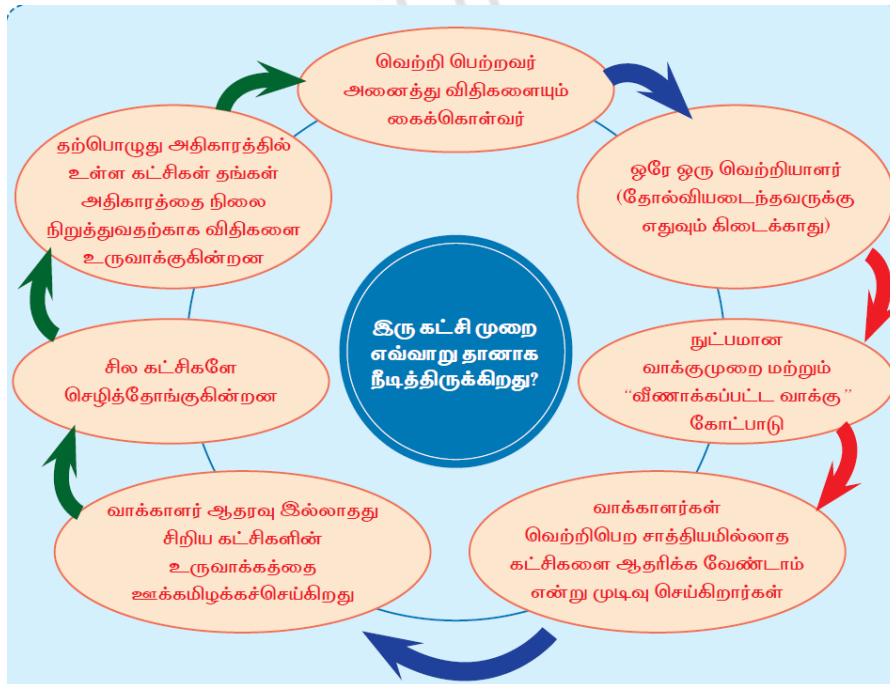 வெற்றி பெற்றவர்
அனைத்து விதிகளையும்
கைக்கொள்வர்
ஒரே ஒரு வெற்றியாளர்
(தோல்வியடைந்தவருக்கு
எதுவும் கிடைக்காது)
நுட்பமான
வாக்குமுறை மற்றும்
“வீணாக்கப்பட்ட வாக்கு”
கோட்பாடு
வாக்காளர்கள்
வெற்றிபெற சாத்தியமில்லாத
கட்சிகளை ஆதரிக்க வேண்டாம்
என்று முடிவு செய்கிறார்கள்
வாக்காளர் ஆதரவு இல்லாதது
சிறிய கட்சிகளின்
உருவாக்கத்தை
ஊக்கமிழக்கச்செய்கிறது
சில கட்சிகளே
செழித்தோங்குகின்றன
தற்பொழுது அதிகாரத்தில்
உள்ள கட்சிகள் தங்கள்
அதிகாரத்தை நிலை
நிறுத்துவதற்காக விதிகளை
உருவாக்குகின்றன
இரு கட்சி முறை
எவ்வாறு தானாக
நீடித்திருக்கிறது?